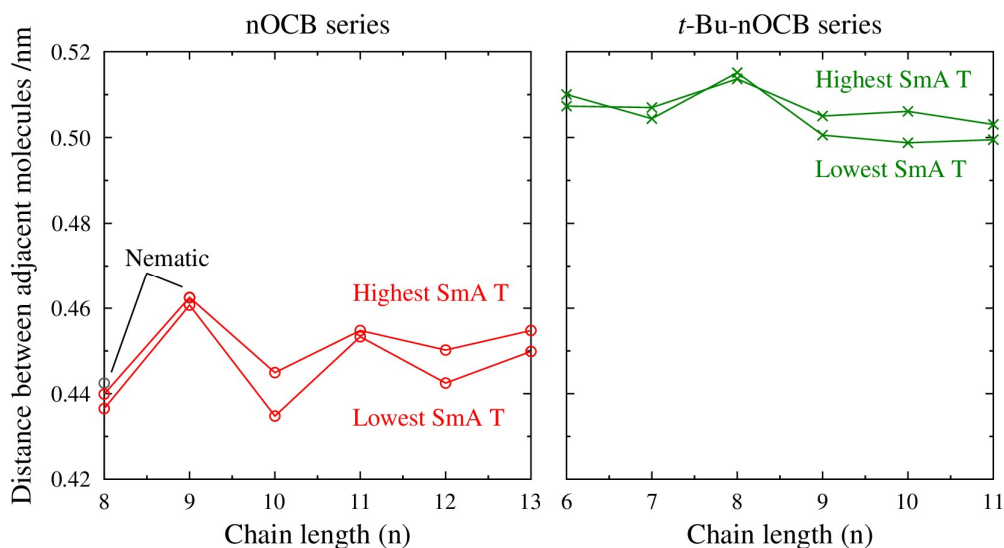 nOCB series
t-Bu-nOCB series
Distance between adjacent molecules /nm
0.52
0.50
0.48
0.46
0.44
0.42
Nematic
Highest SmA T
Lowest SmA T
Highest SmA T
Lowest SmA T
8 9 10 11 12 13
6 7 8 9 10 11
Chain length (n)
Chain length (n)